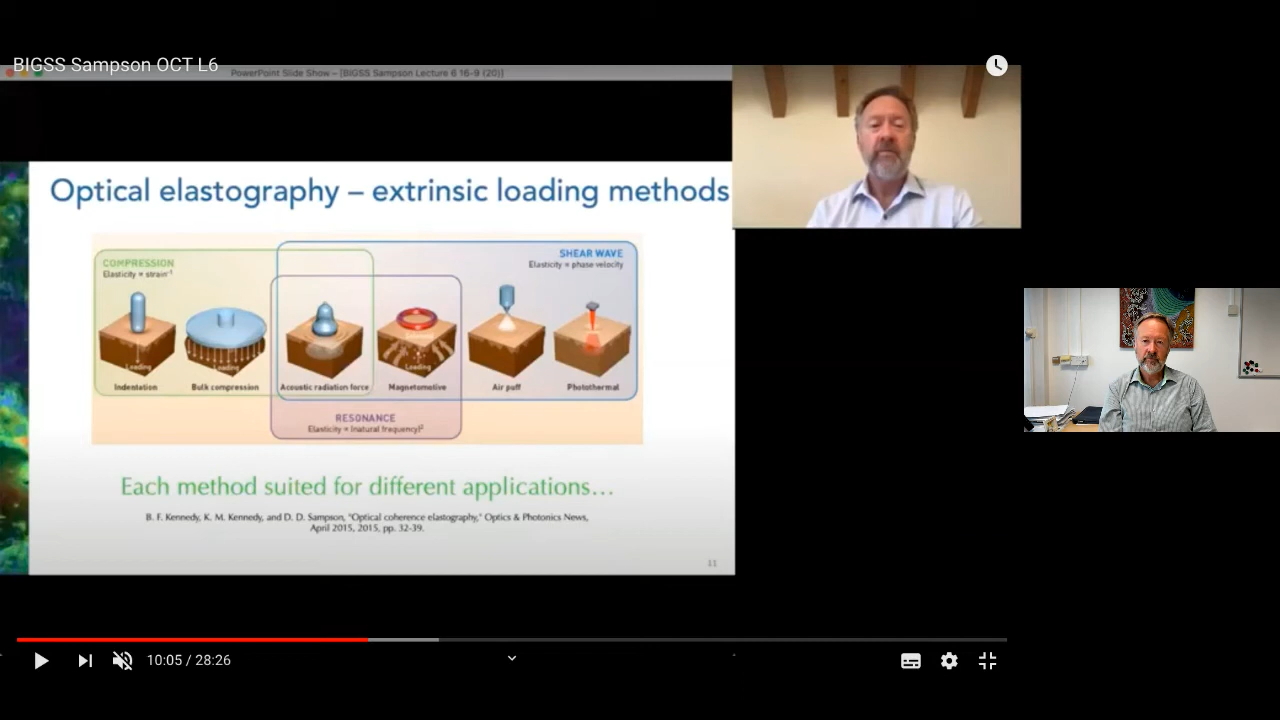 BIGSS Sampson OCT L6
PowerPoint Slide Show - [BIGSS Sampson Lecture 6 16-9 (20)]
Optical elastography – extrinsic loading methods
COMPRESSION
Elasticity ∝ strain⁻¹
SHEAR WAVE
Elasticity ∝ phase velocity
Loading
Loading
Loading
Indentation
Bulk compression
Acoustic radiation force
Magnetomotive
Air puff
Photothermal
RESONANCE
Elasticity ∝ (natural frequency)²
Each method suited for different applications...
B. F. Kennedy, K. M. Kennedy, and D. D. Sampson, "Optical coherence elastography," Optics & Photonics News,
April 2015, 2015, pp. 32-39.
11
10:05 / 28:26